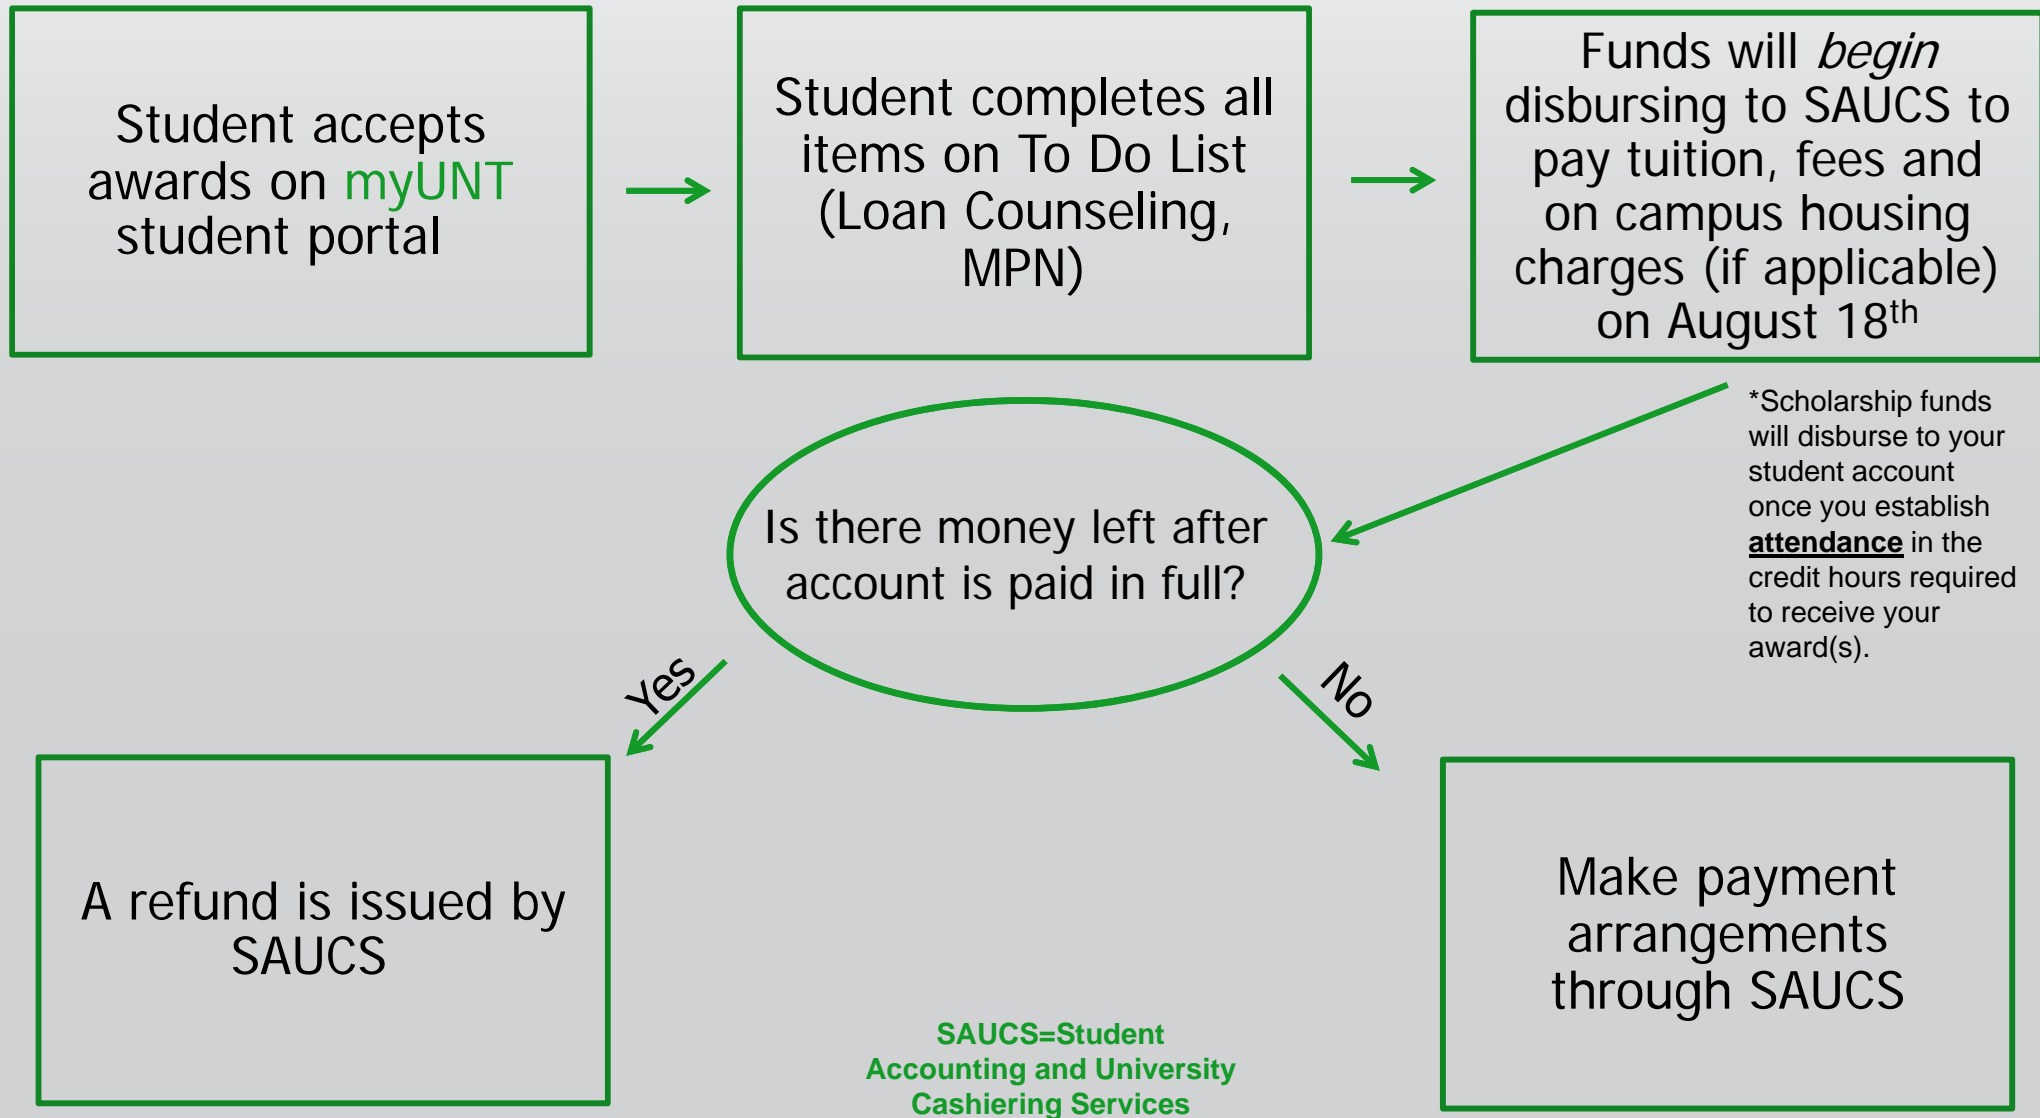 Student accepts
awards on myUNT
student portal
Student completes all
items on To Do List
(Loan Counseling,
MPN)
Funds will begin
disbursing to SAUCS to
pay tuition, fees and
on campus housing
charges (if applicable)
on August 18th
*Scholarship funds
will disburse to your
student account
once you establish
attendance in the
credit hours required
to receive your
award(s).
Is there money left after
account is paid in full?
Yes
No
A refund is issued by
SAUCS
Make payment
arrangements
through SAUCS
SAUCS=Student
Accounting and University
Cashiering Services